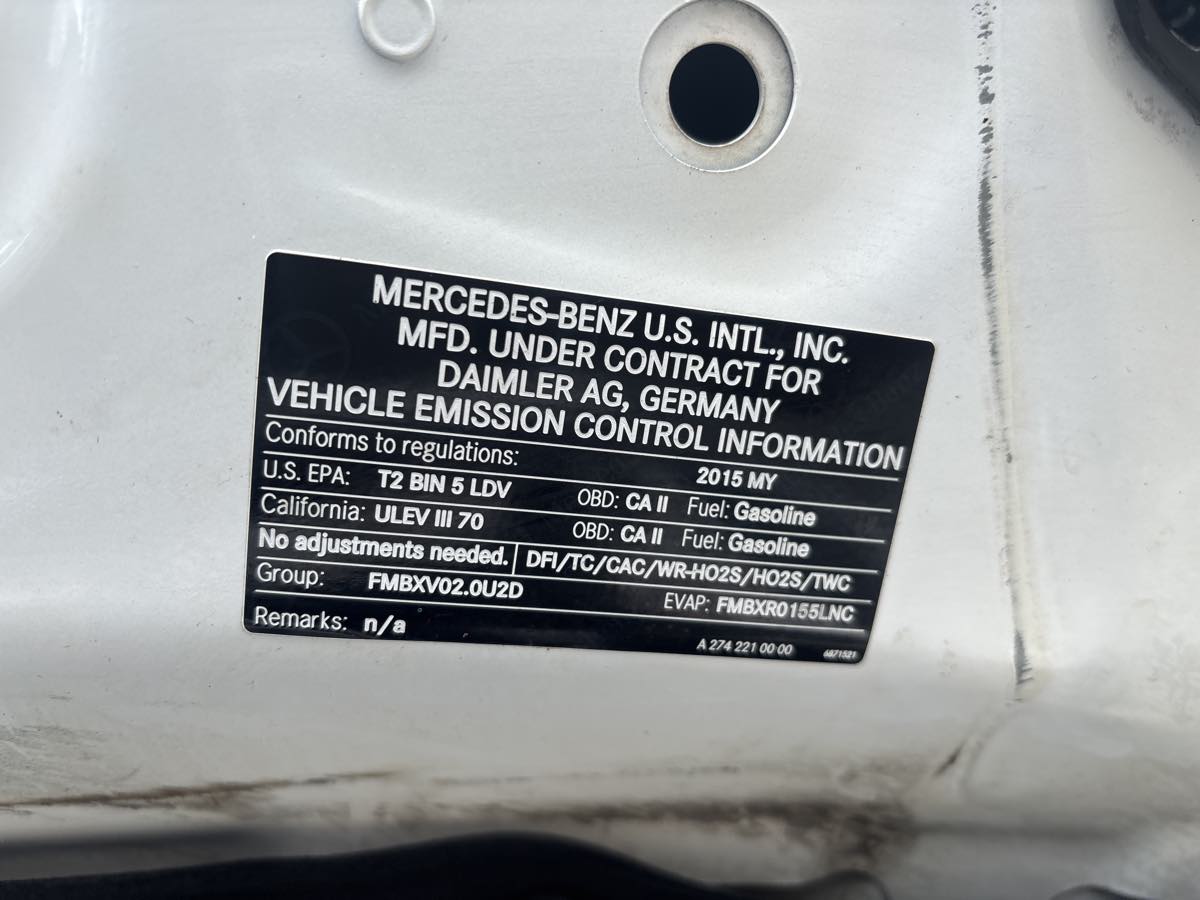 MERCEDES-BENZ U.S. INTL., INC.
MFD. UNDER CONTRACT FOR
DAIMLER AG, GERMANY
VEHICLE EMISSION CONTROL INFORMATION
Conforms to regulations: 2015 MY
U.S. EPA: T2 BIN 5 LDV OBD: CA II Fuel: Gasoline
California: ULEV III 70 OBD: CA II Fuel: Gasoline
No adjustments needed. DFI/TC/CAC/WR-HO2S/HO2S/TWC
Group: FMBXV02.0U2D EVAP: FMBXR0155LNC
Remarks: n/a A 274 221 00 00 6871521